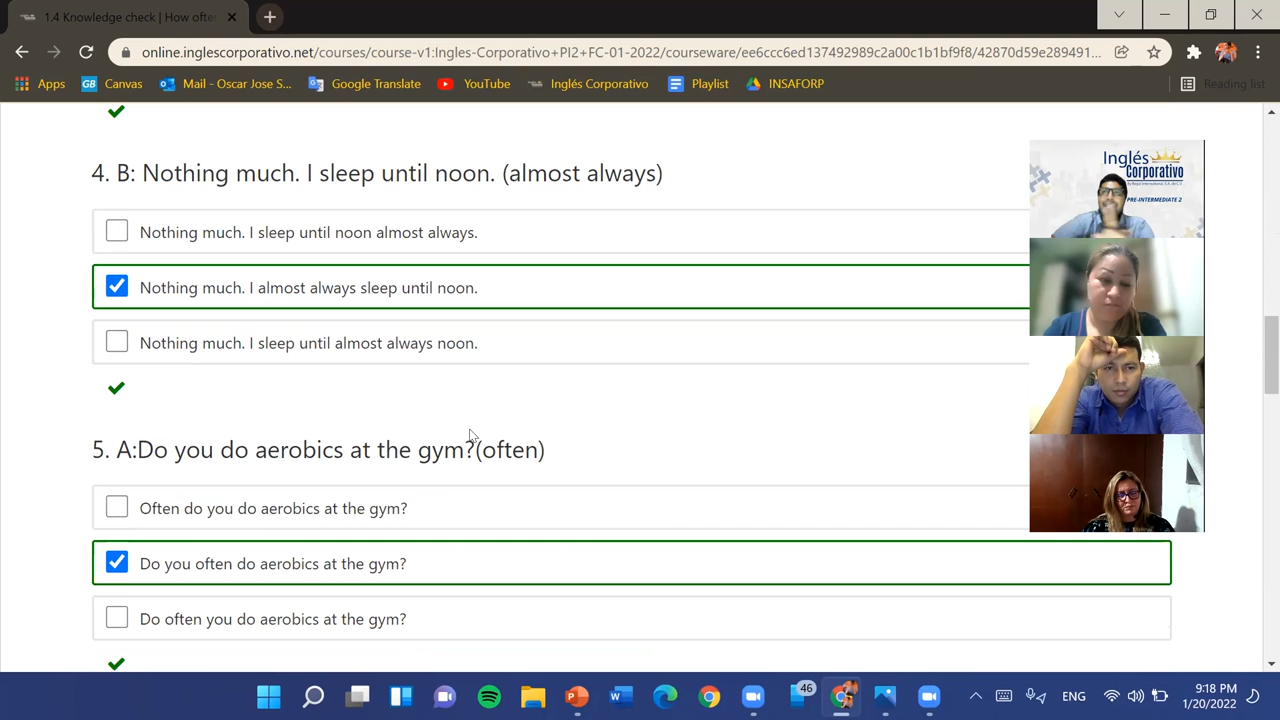 1.4 Knowledge check | How ofte
online.inglescorporativo.net/courses/course-v1:Ingles-Corporativo+PI2+FC-01-2022/courseware/ee6ccc6ed137492989c2a00c1b1bf9f8/42870d59e289491...
Apps
GB
Canvas
Mail - Oscar Jose S...
Google Translate
YouTube
Inglés Corporativo
Playlist
INSAFORP
Reading list
4. B: Nothing much. I sleep until noon. (almost always)
Nothing much. I sleep until noon almost always.
Nothing much. I almost always sleep until noon.
Nothing much. I sleep until almost always noon.
5. A:Do you do aerobics at the gym?(often)
Often do you do aerobics at the gym?
Do you often do aerobics at the gym?
Do often you do aerobics at the gym?
Inglés
Corporativo
PRE-INTERMEDIATE 2
46
ENG
9:18 PM
1/20/2022